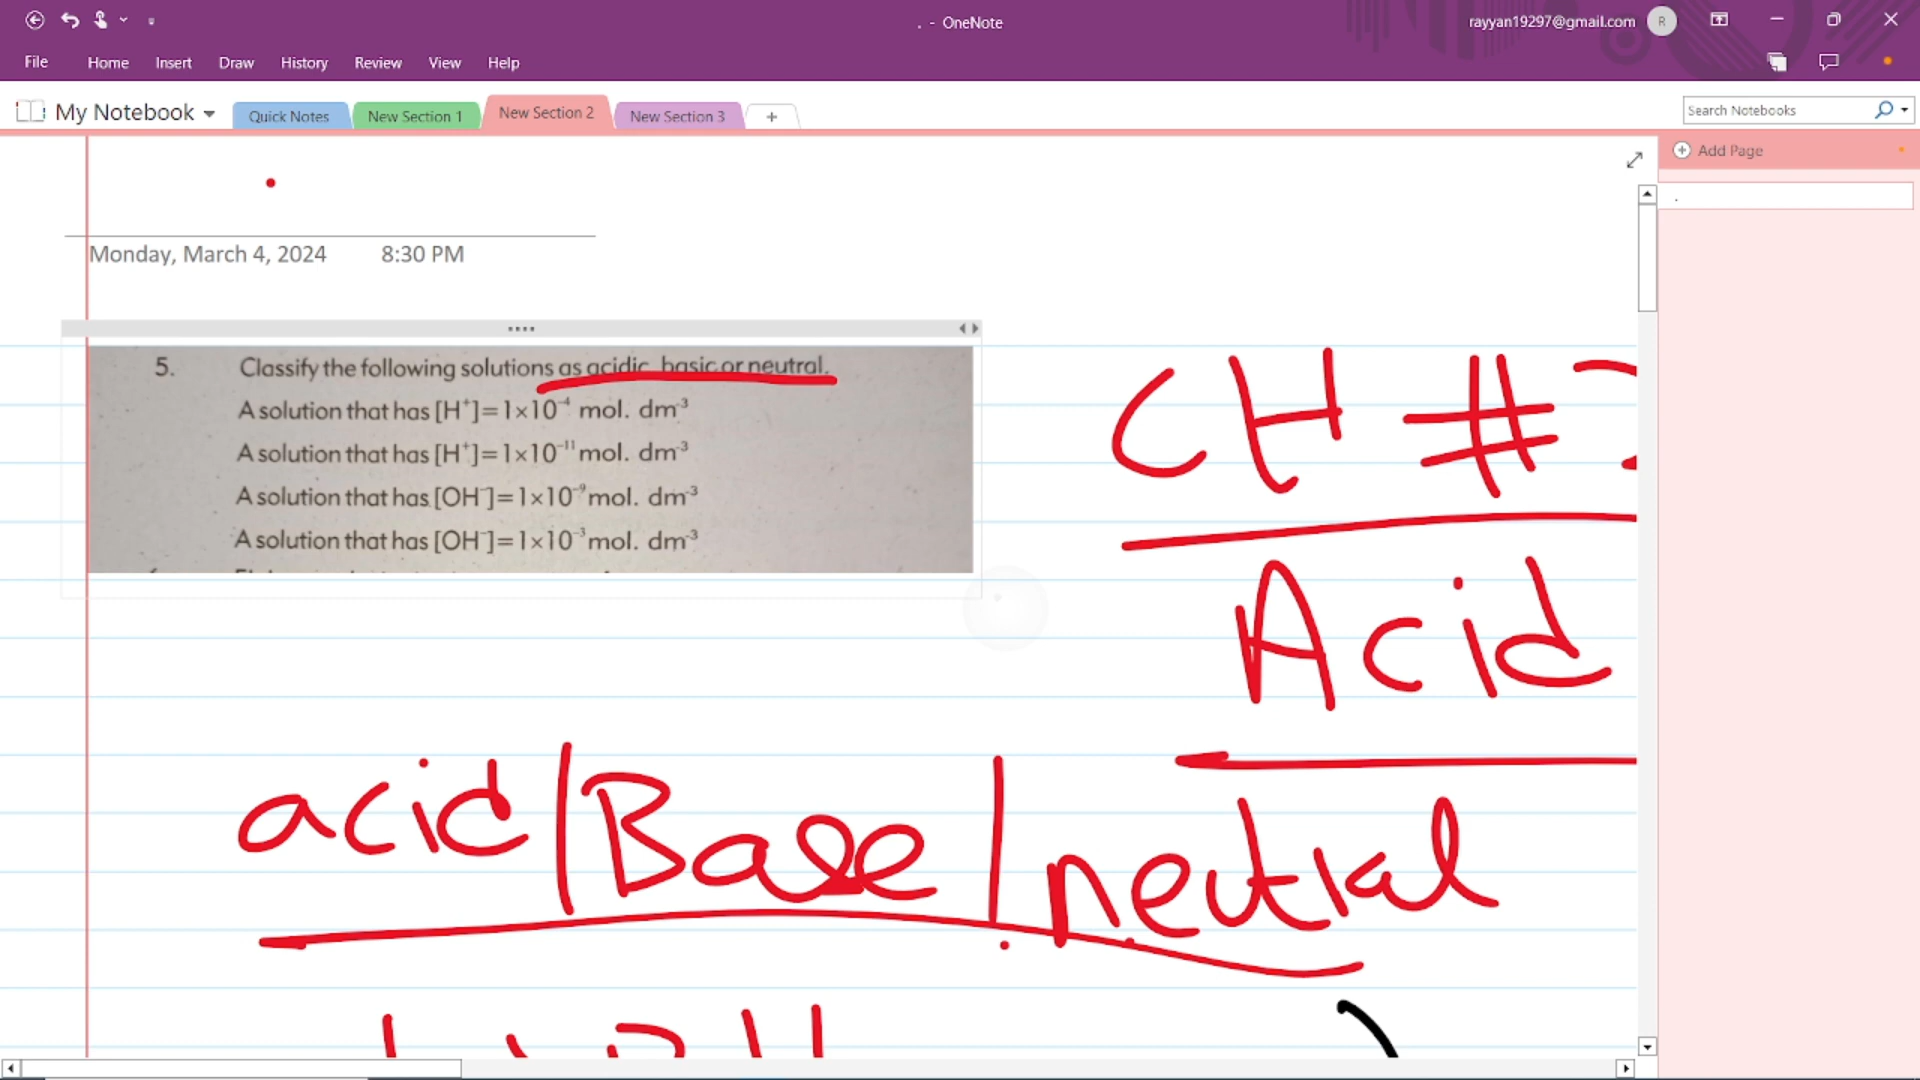 . - OneNote
rayyan19297@gmail.com R
File Home Insert Draw History Review View Help
My Notebook Quick Notes New Section 1 New Section 2 New Section 3 +
Search Notebooks
Add Page
.
Monday, March 4, 2024 8:30 PM
5. Classify the following solutions as acidic, basic or neutral.
A solution that has [H⁺]=1×10⁻⁴ mol. dm⁻³
A solution that has [H⁺]=1×10⁻¹¹ mol. dm⁻³
A solution that has [OH⁻]=1×10⁻⁹ mol. dm⁻³
A solution that has [OH⁻]=1×10⁻³ mol. dm⁻³
CH #
Acid
acid | Base | neutral